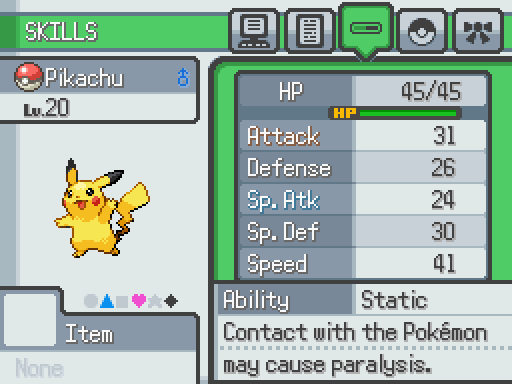 SKILLS
Pikachu ♂
Lv.20
HP 45/45
HP
Attack 31
Defense 26
Sp. Atk 24
Sp. Def 30
Speed 41
Ability Static
Contact with the Pokémon
may cause paralysis.
Item
None